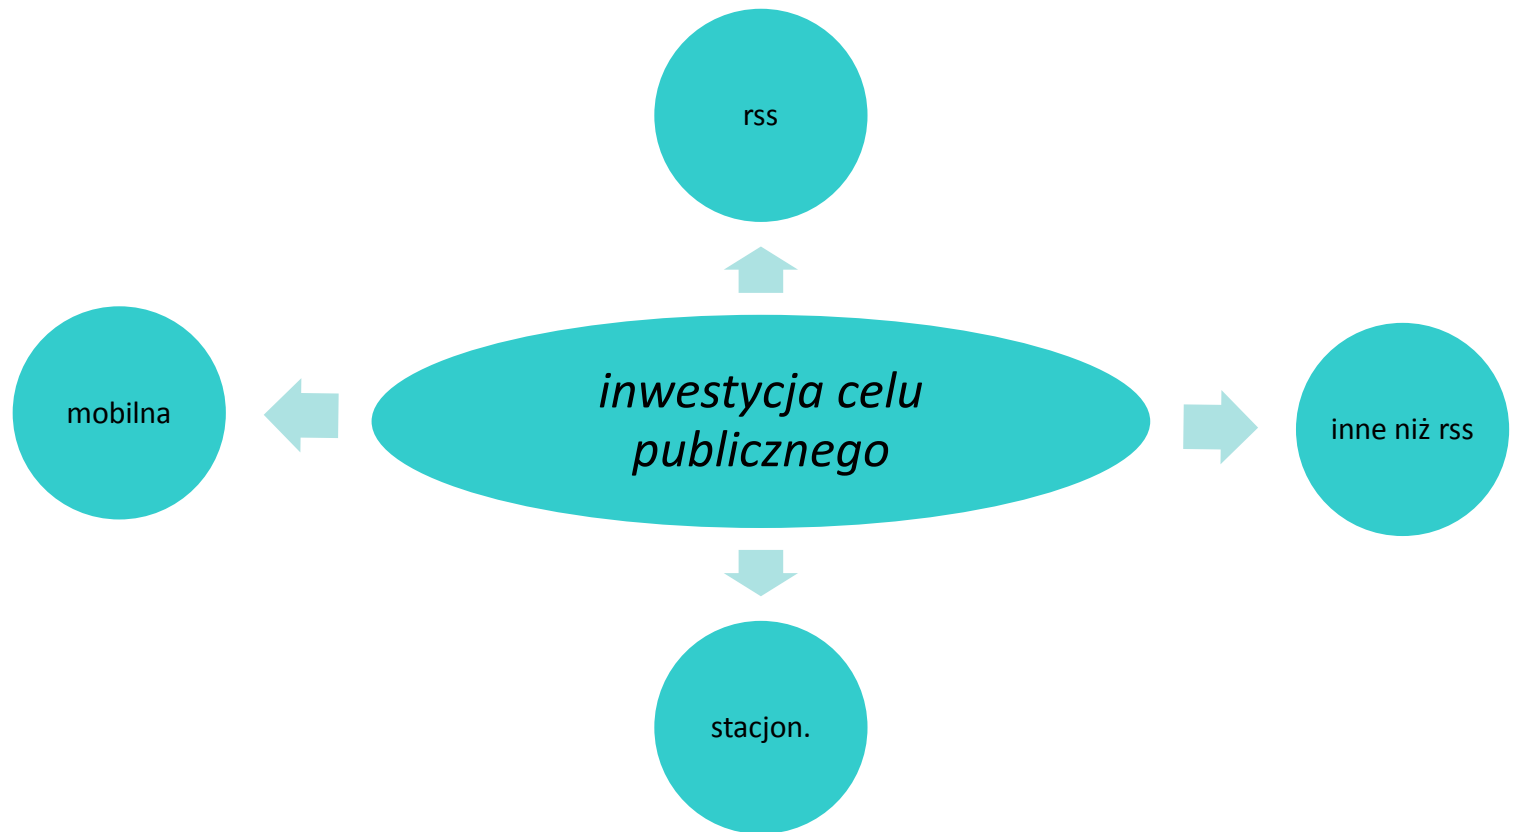 rss
mobilna
inwestycja celu
publicznego
inne niż rss
stacjon.